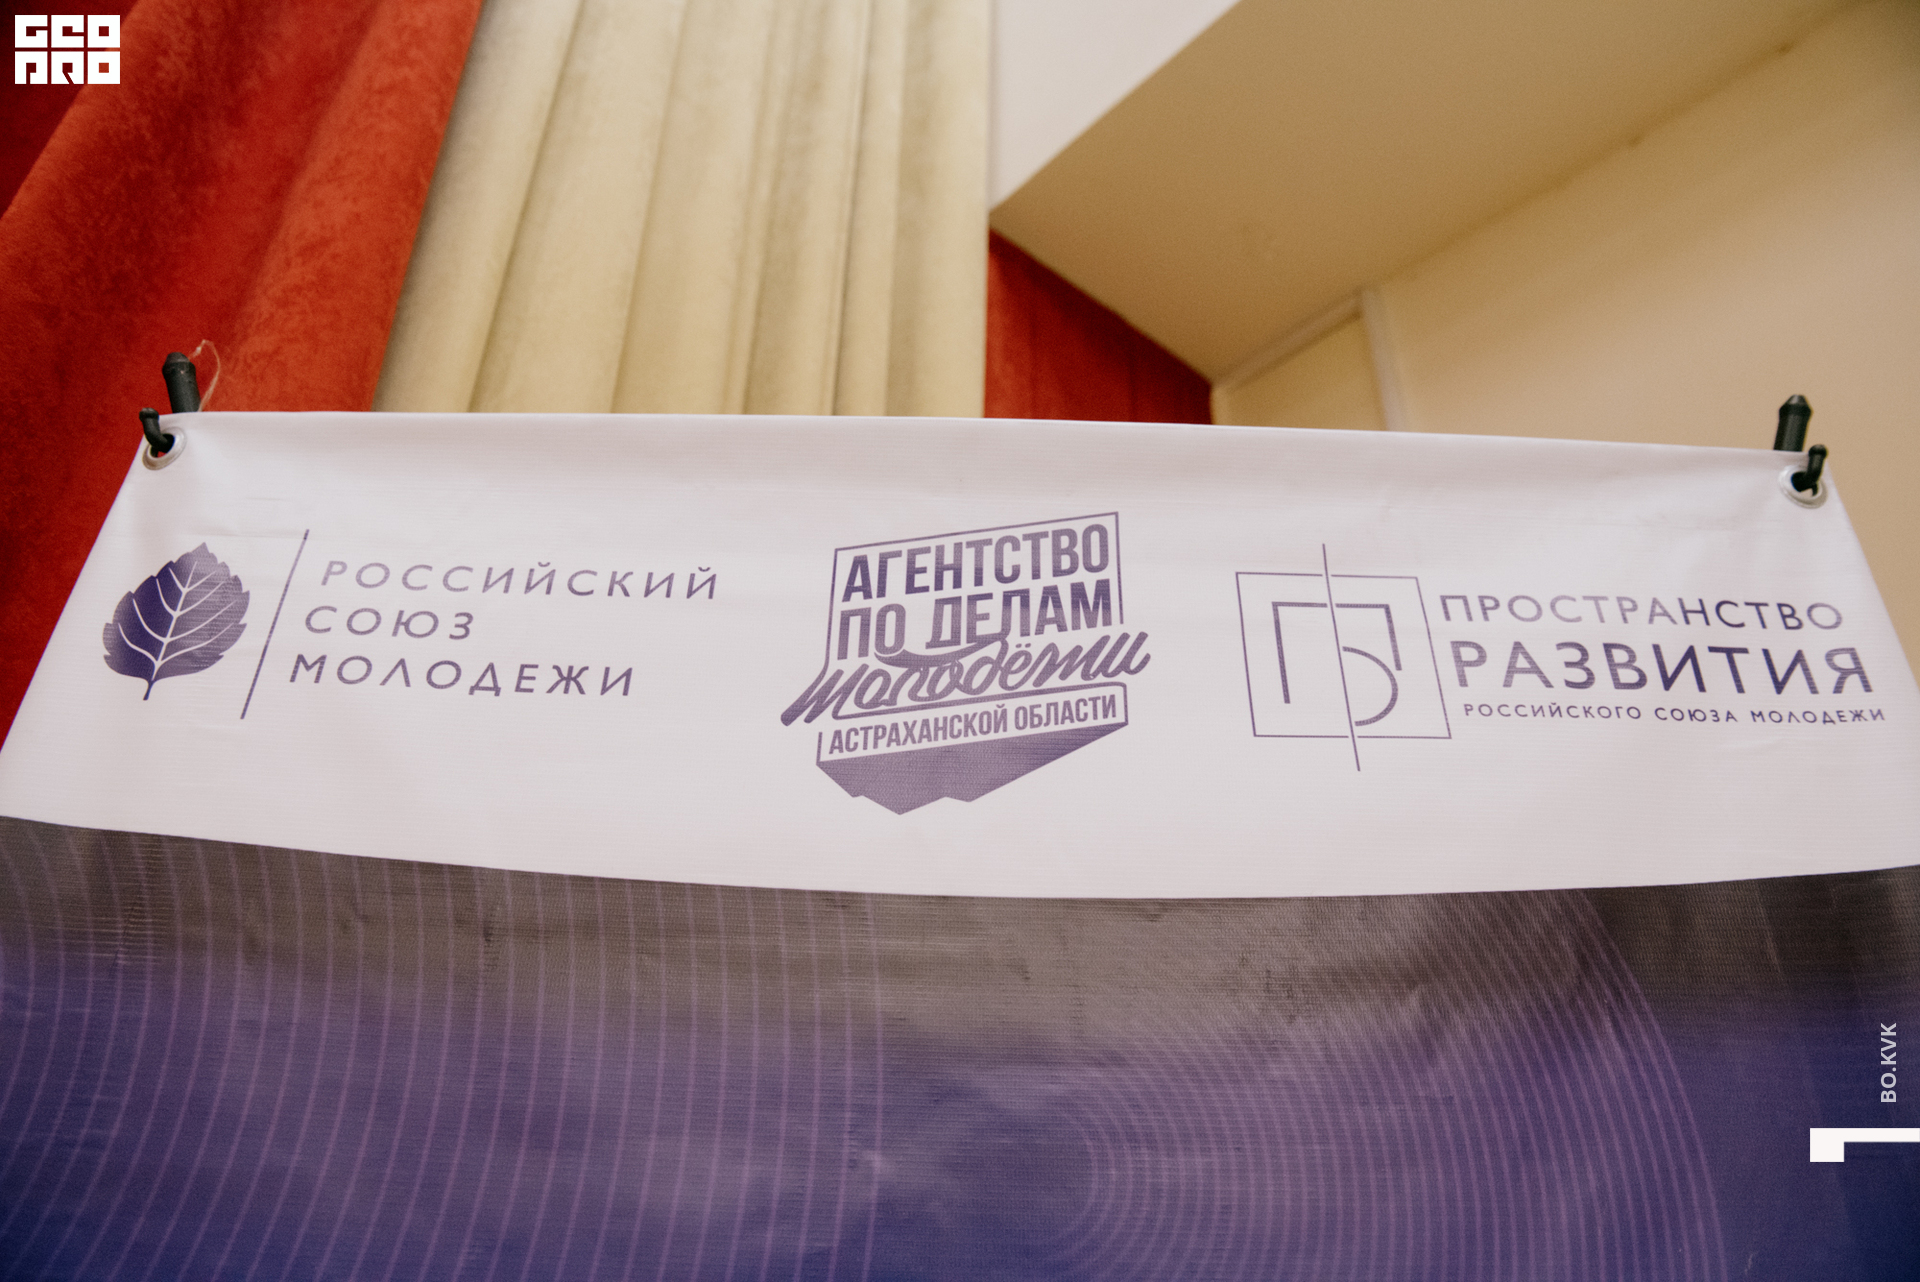 GEO
PRO
РОССИЙСКИЙ
СОЮЗ
МОЛОДЕЖИ
АГЕНТСТВО
ПО ДЕЛАМ
молодёжи
АСТРАХАНСКОЙ ОБЛАСТИ
ПРОСТРАНСТВО
РАЗВИТИЯ
РОССИЙСКОГО СОЮЗА МОЛОДЕЖИ
BO.KVK